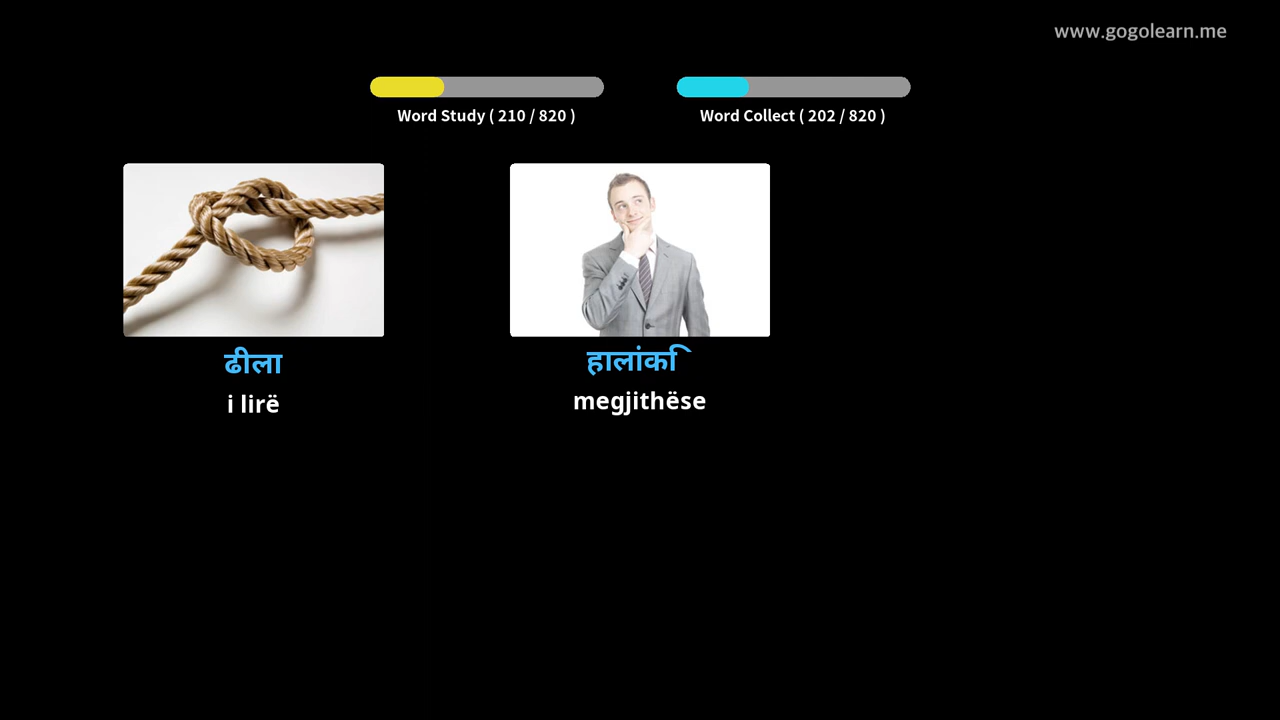 www.gogolearn.me
Word Study ( 210 / 820 )
Word Collect ( 202 / 820 )
ढीला
i lirë
हालांकि
megjithëse